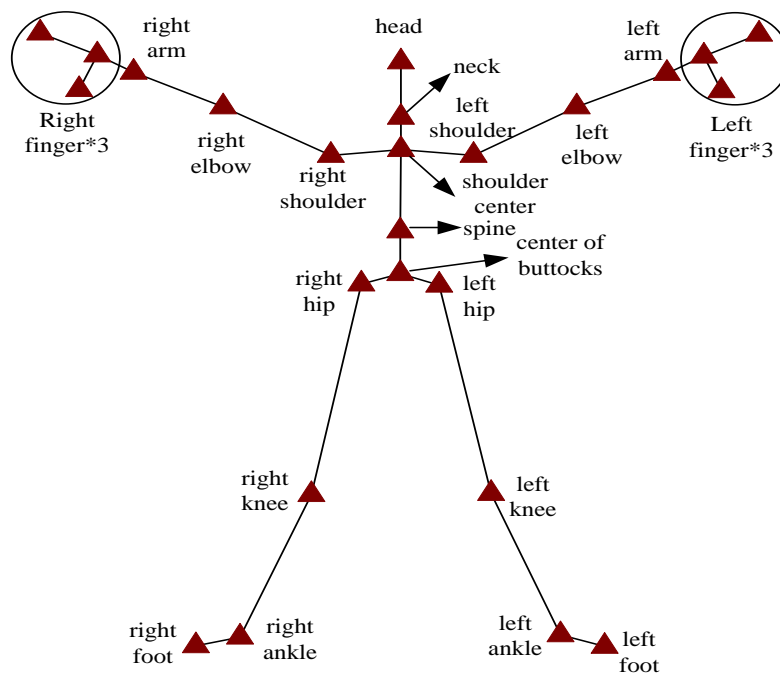 head
right
arm
left
arm
neck
left
shoulder
Right
finger*3
right
elbow
left
elbow
Left
finger*3
right
shoulder
shoulder
center
spine
center of
buttocks
right
hip
left
hip
right
knee
left
knee
right
foot
right
ankle
left
ankle
left
foot